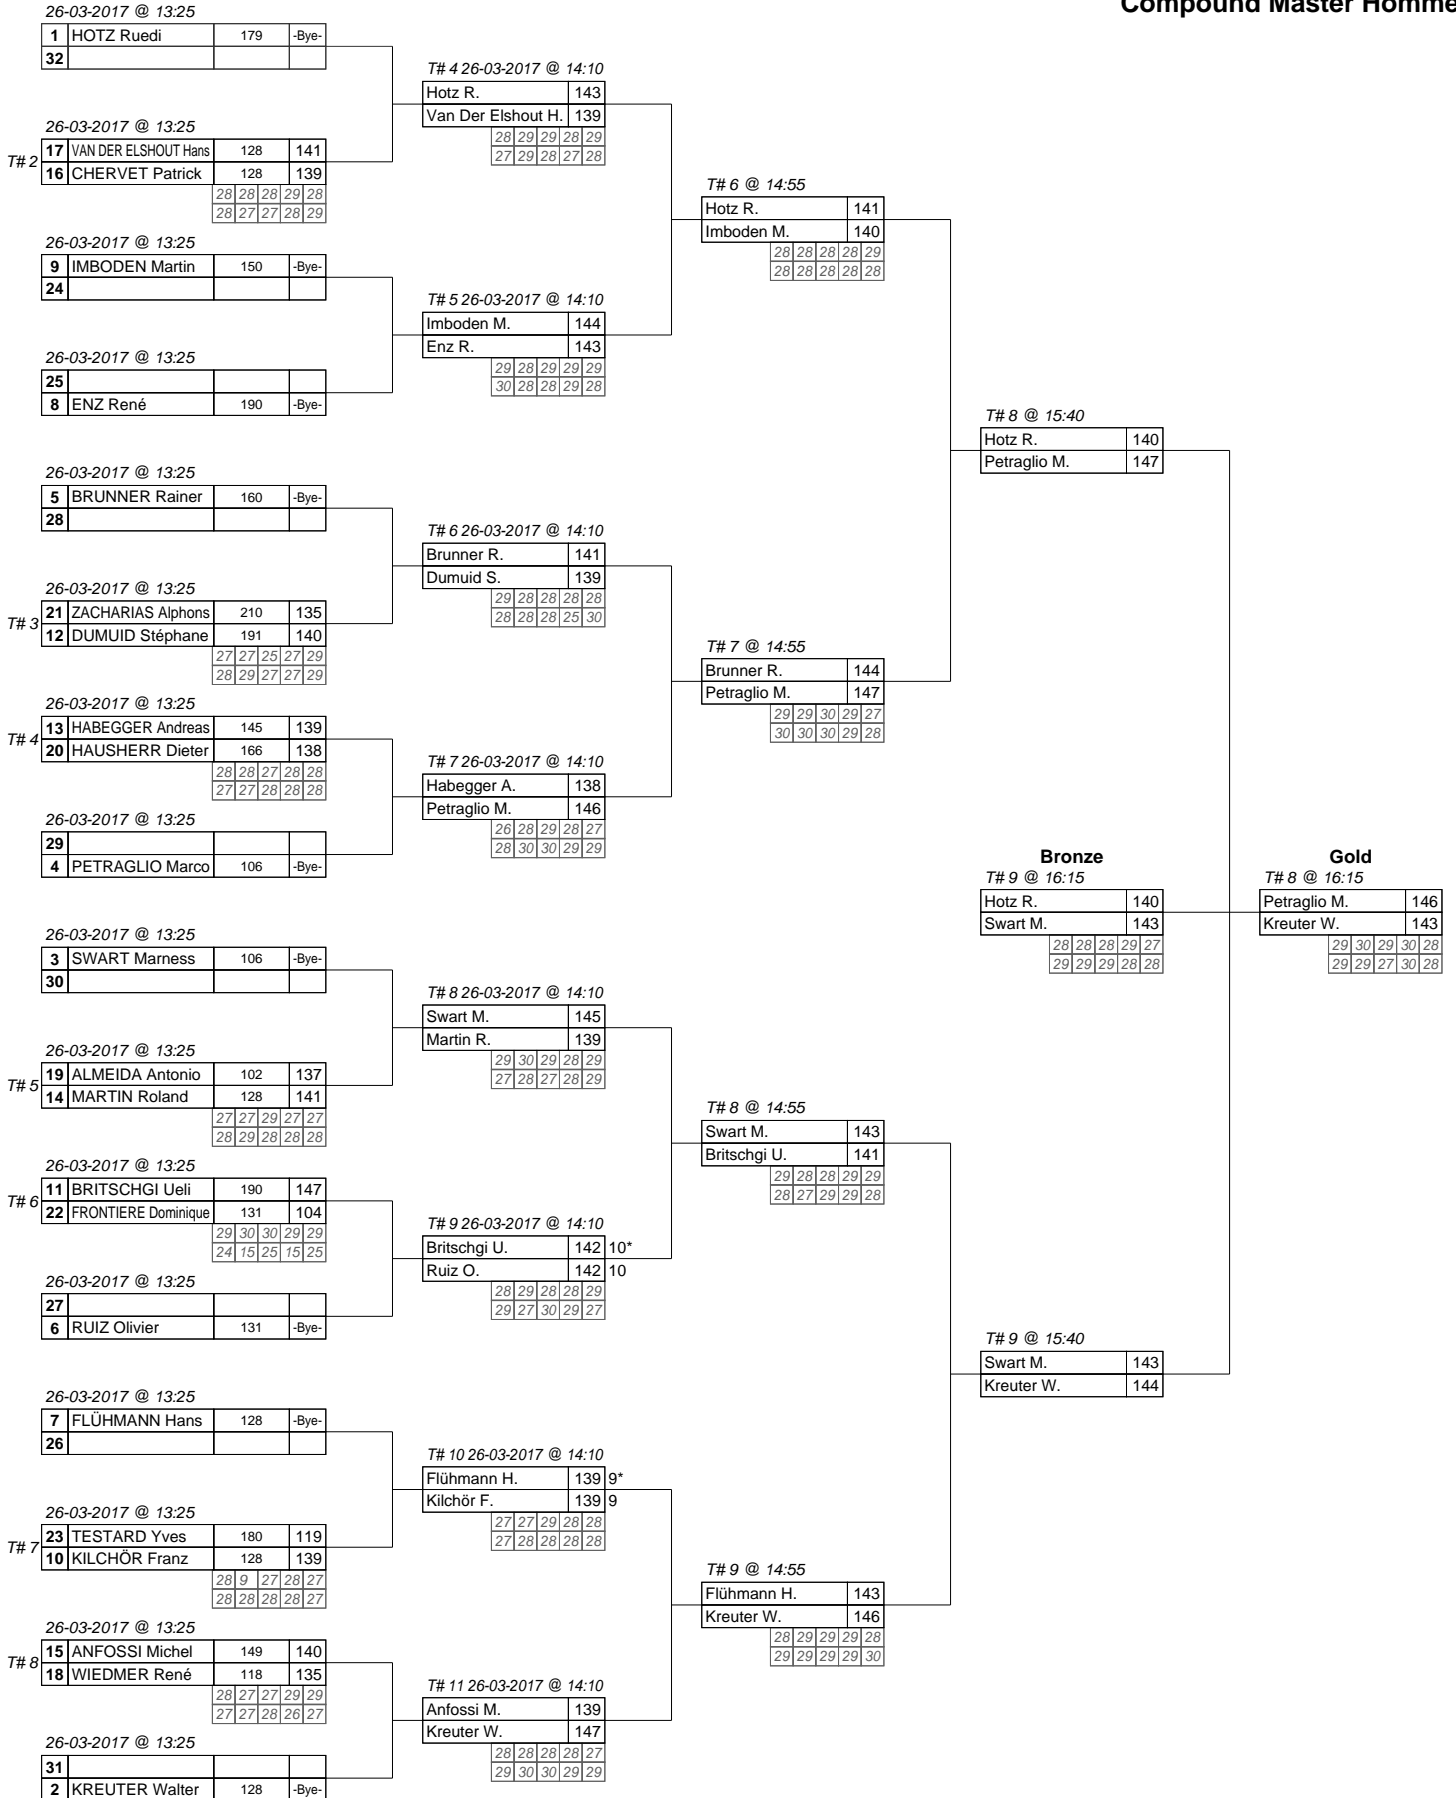 Compound Master Homme
26-03-2017 @ 13:25
1 HOTZ Ruedi 179 -Bye-
32
26-03-2017 @ 13:25
T# 2
17 VAN DER ELSHOUT Hans 128 141
16 CHERVET Patrick 128 139
28 28 28 29 28
28 27 27 28 29
26-03-2017 @ 13:25
9 IMBODEN Martin 150 -Bye-
24
26-03-2017 @ 13:25
25
8 ENZ René 190 -Bye-
26-03-2017 @ 13:25
5 BRUNNER Rainer 160 -Bye-
28
26-03-2017 @ 13:25
T# 3
21 ZACHARIAS Alphons 210 135
12 DUMUID Stéphane 191 140
27 27 25 27 29
28 29 27 27 29
26-03-2017 @ 13:25
T# 4
13 HABEGGER Andreas 145 139
20 HAUSHERR Dieter 166 138
28 28 27 28 28
27 27 28 28 28
26-03-2017 @ 13:25
29
4 PETRAGLIO Marco 106 -Bye-
26-03-2017 @ 13:25
3 SWART Marness 106 -Bye-
30
26-03-2017 @ 13:25
T# 5
19 ALMEIDA Antonio 102 137
14 MARTIN Roland 128 141
27 27 29 27 27
28 29 28 28 28
26-03-2017 @ 13:25
T# 6
11 BRITSCHGI Ueli 190 147
22 FRONTIERE Dominique 131 104
29 30 30 29 29
24 15 25 15 25
26-03-2017 @ 13:25
27
6 RUIZ Olivier 131 -Bye-
26-03-2017 @ 13:25
7 FLÜHMANN Hans 128 -Bye-
26
26-03-2017 @ 13:25
T# 7
23 TESTARD Yves 180 119
10 KILCHÖR Franz 128 139
28 9 27 28 27
28 28 28 28 27
26-03-2017 @ 13:25
T# 8
15 ANFOSSI Michel 149 140
18 WIEDMER René 118 135
28 27 27 29 29
27 27 28 26 27
26-03-2017 @ 13:25
31
2 KREUTER Walter 128 -Bye-
T# 4 26-03-2017 @ 14:10
Hotz R. 143
Van Der Elshout H. 139
28 29 29 28 29
27 29 28 27 28
T# 5 26-03-2017 @ 14:10
Imboden M. 144
Enz R. 143
29 28 29 29 29
30 28 28 29 28
T# 6 26-03-2017 @ 14:10
Brunner R. 141
Dumuid S. 139
29 28 28 28 28
28 28 28 25 30
T# 7 26-03-2017 @ 14:10
Habegger A. 138
Petraglio M. 146
26 28 29 28 27
28 30 30 29 29
T# 8 26-03-2017 @ 14:10
Swart M. 145
Martin R. 139
29 30 29 28 29
27 28 27 28 29
T# 9 26-03-2017 @ 14:10
Britschgi U. 142 10*
Ruiz O. 142 10
28 29 28 28 29
29 27 30 29 27
T# 10 26-03-2017 @ 14:10
Flühmann H. 139 9*
Kilchör F. 139 9
27 27 29 28 28
27 28 28 28 28
T# 11 26-03-2017 @ 14:10
Anfossi M. 139
Kreuter W. 147
28 28 28 28 27
29 30 30 29 29
T# 6 @ 14:55
Hotz R. 141
Imboden M. 140
28 28 28 28 29
28 28 28 28 28
T# 7 @ 14:55
Brunner R. 144
Petraglio M. 147
29 29 30 29 27
30 30 30 29 28
T# 8 @ 14:55
Swart M. 143
Britschgi U. 141
29 28 28 29 29
28 27 29 29 28
T# 9 @ 14:55
Flühmann H. 143
Kreuter W. 146
28 29 29 29 28
29 29 29 29 30
T# 8 @ 15:40
Hotz R. 140
Petraglio M. 147
T# 9 @ 15:40
Swart M. 143
Kreuter W. 144
Bronze
T# 9 @ 16:15
Hotz R. 140
Swart M. 143
28 28 28 29 27
29 29 29 28 28
Gold
T# 8 @ 16:15
Petraglio M. 146
Kreuter W. 143
29 30 29 30 28
29 29 27 30 28